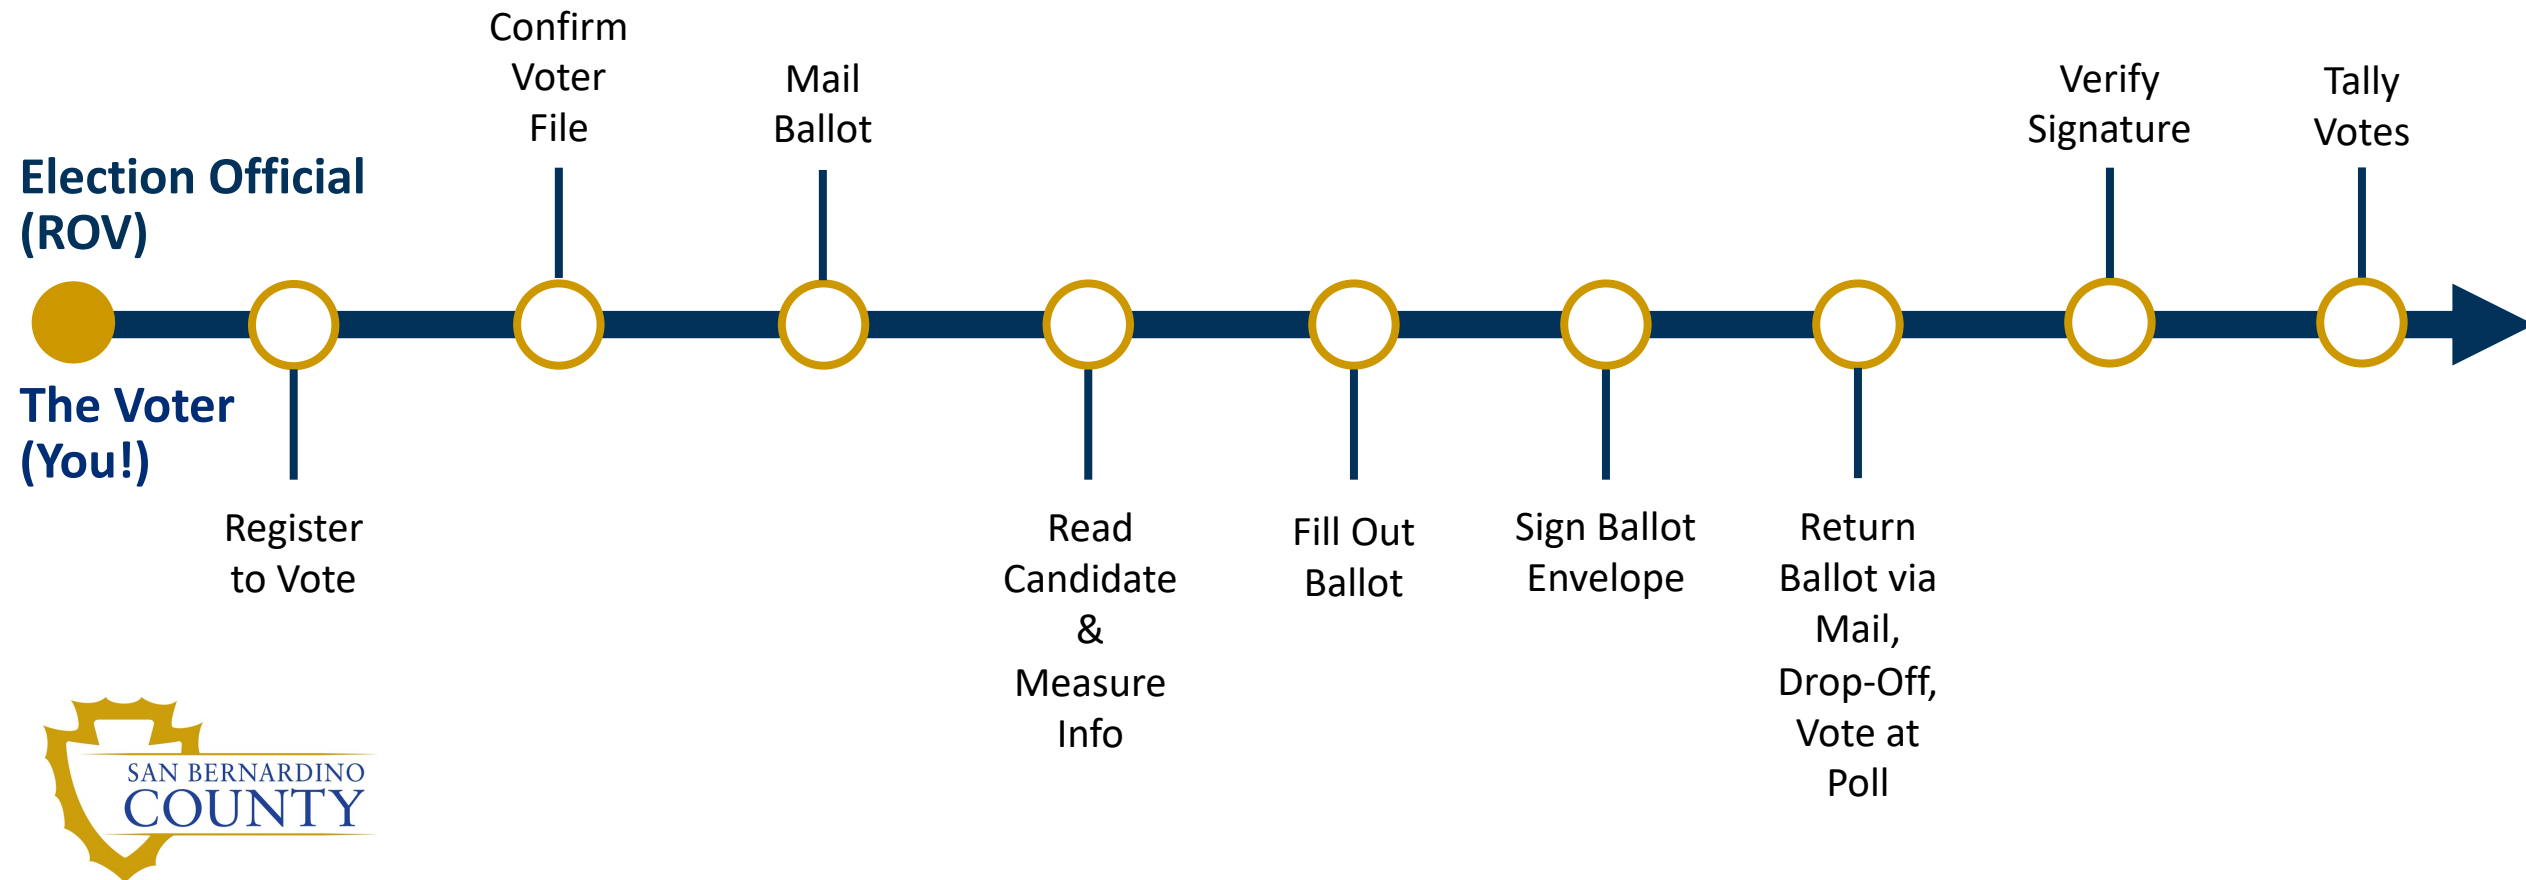 Confirm
Voter
File
Mail
Ballot
Verify
Signature
Tally
Votes
Election Official
(ROV)
The Voter
(You!)
Register
to Vote
Read
Candidate
&
Measure
Info
Fill Out
Ballot
Sign Ballot
Envelope
Return
Ballot via
Mail,
Drop-Off,
Vote at
Poll
SAN BERNARDINO
COUNTY